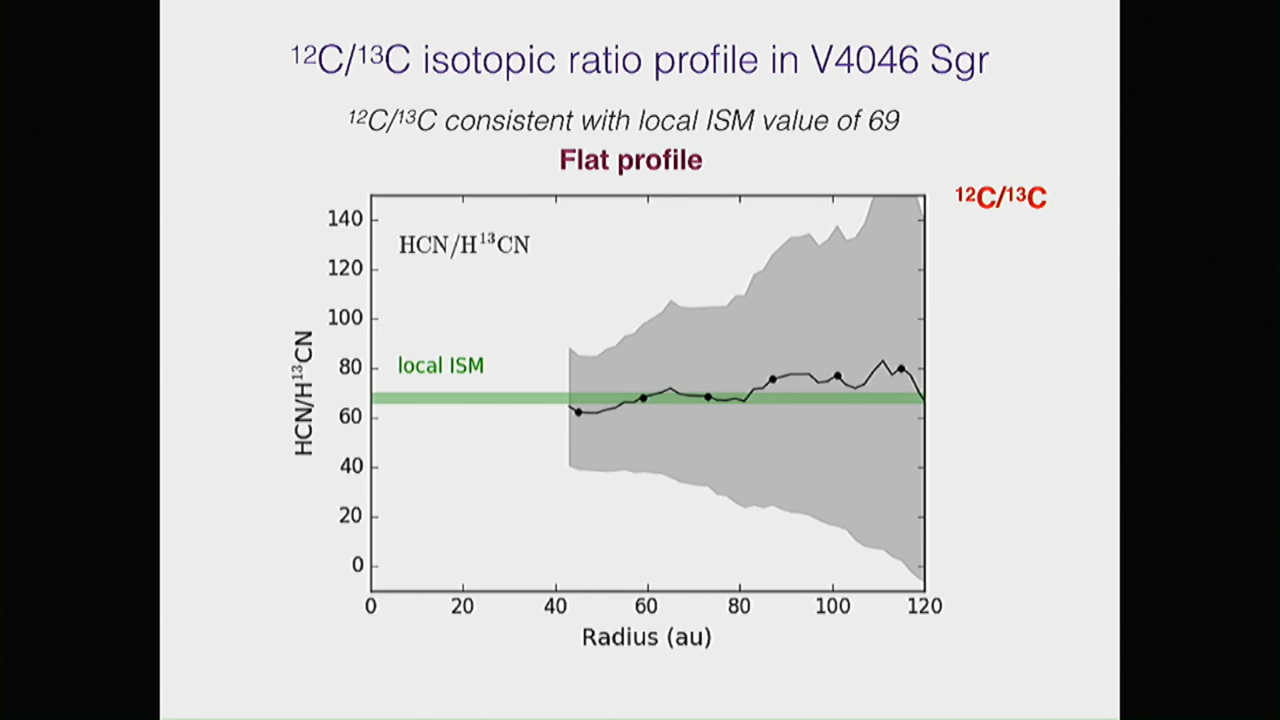 ¹²C/¹³C isotopic ratio profile in V4046 Sgr
¹²C/¹³C consistent with local ISM value of 69
Flat profile
¹²C/¹³C
HCN/H¹³CN
local ISM
HCN/H¹³CN
140
120
100
80
60
40
20
0
0 20 40 60 80 100 120
Radius (au)